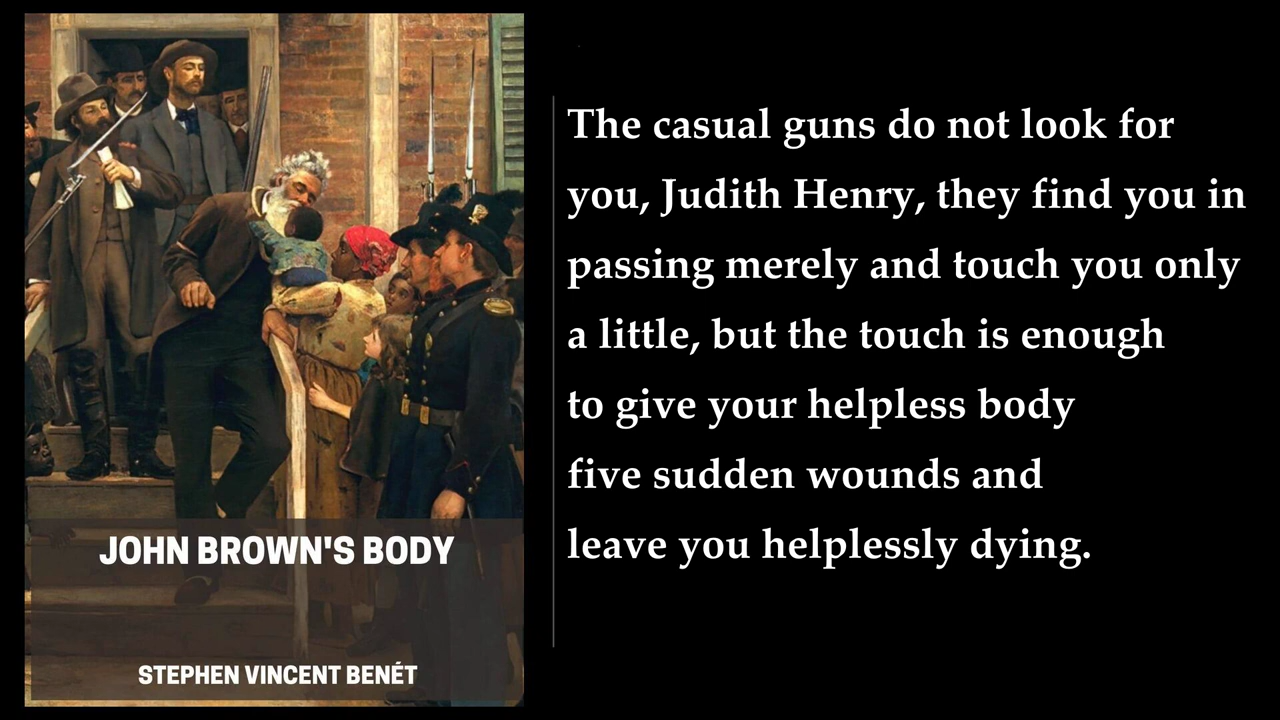 JOHN BROWN'S BODY
STEPHEN VINCENT BENÉT
The casual guns do not look for
you, Judith Henry, they find you in
passing merely and touch you only
a little, but the touch is enough
to give your helpless body
five sudden wounds and
leave you helplessly dying.